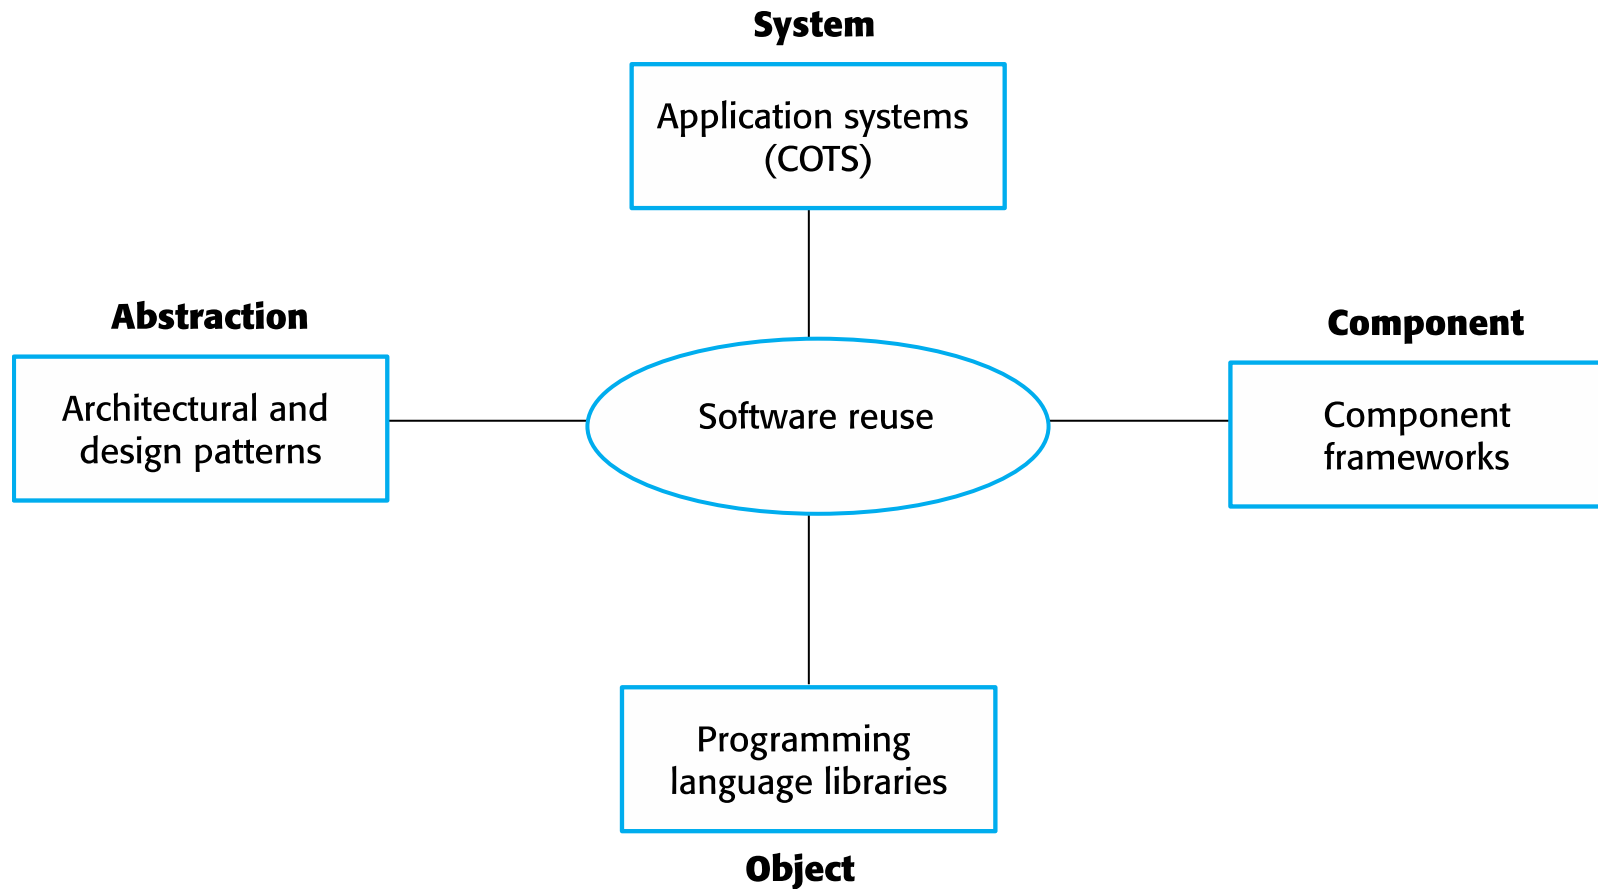 System
Application systems
(COTS)
Abstraction
Architectural and
design patterns
Software reuse
Component
Component
frameworks
Programming
language libraries
Object